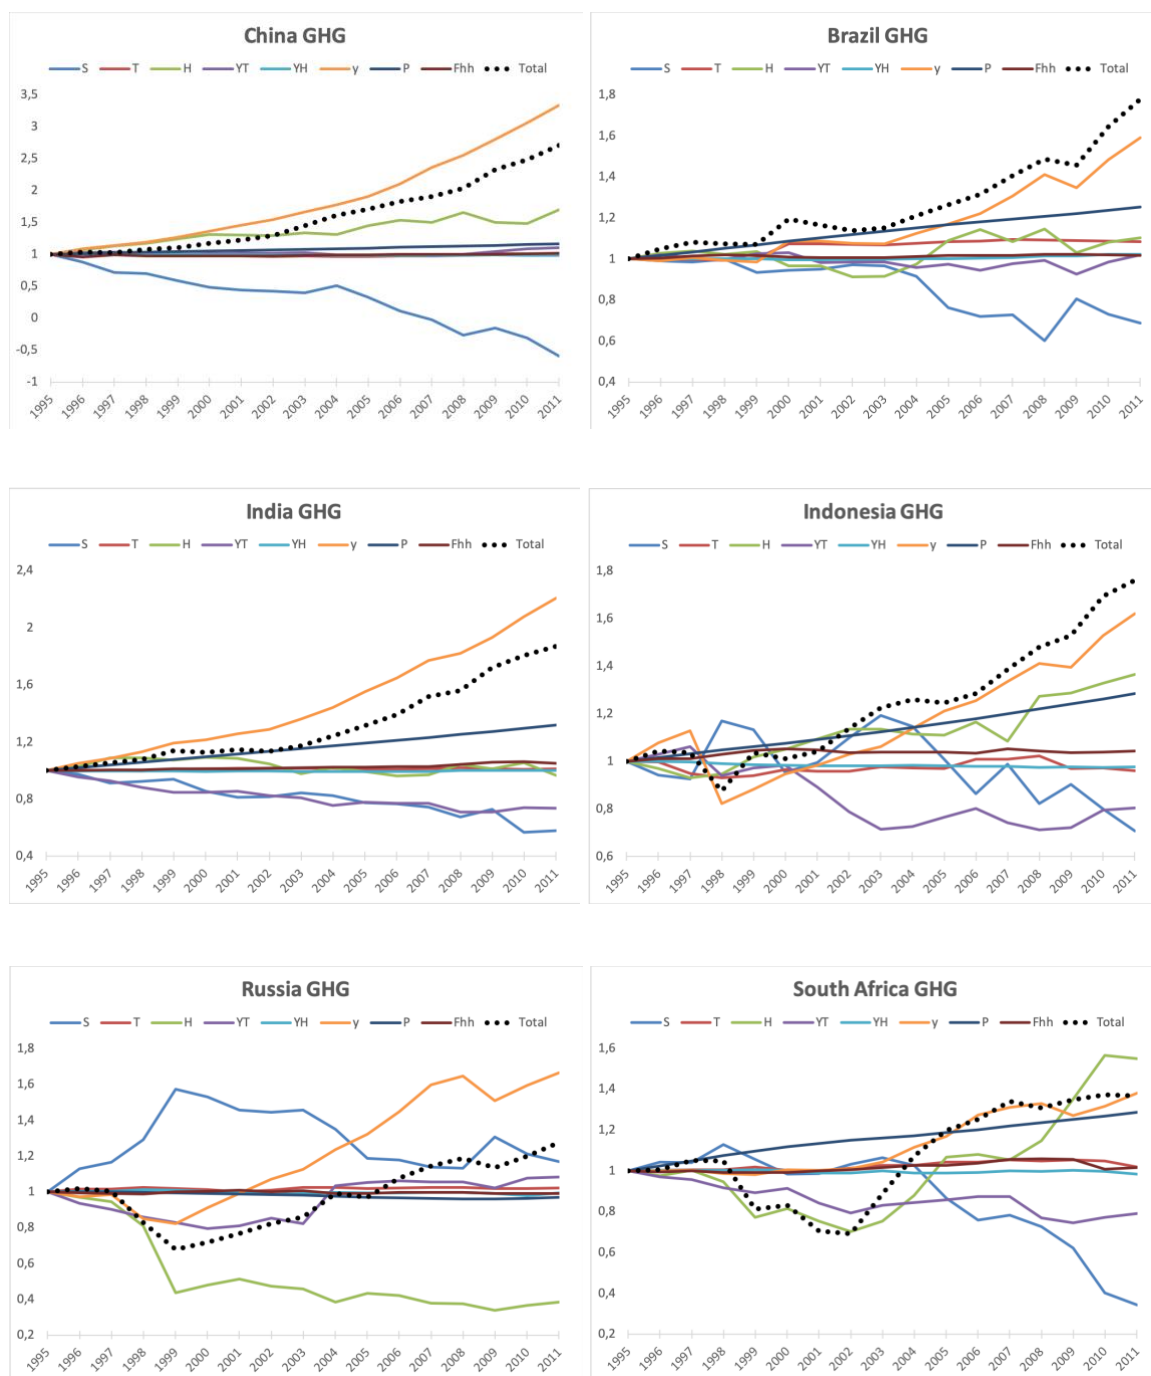 China GHG
S T H YT YH y P Fhh Total
3,5
3
2,5
2
1,5
1
0,5
0
-0,5
-1
1995 1996 1997 1998 1999 2000 2001 2002 2003 2004 2005 2006 2007 2008 2009 2010 2011
Brazil GHG
S T H YT YH y P Fhh Total
1,8
1,6
1,4
1,2
1
0,8
0,6
0,4
1995 1996 1997 1998 1999 2000 2001 2002 2003 2004 2005 2006 2007 2008 2009 2010 2011
India GHG
S T H YT YH y P Fhh Total
2,4
2
1,6
1,2
1
0,8
0,4
1995 1996 1997 1998 1999 2000 2001 2002 2003 2004 2005 2006 2007 2008 2009 2010 2011
Indonesia GHG
S T H YT YH y P Fhh Total
1,8
1,6
1,4
1,2
1
0,8
0,6
1995 1996 1997 1998 1999 2000 2001 2002 2003 2004 2005 2006 2007 2008 2009 2010 2011
Russia GHG
S T H YT YH y P Fhh Total
1,8
1,6
1,4
1,2
1
0,8
0,6
0,4
0,2
1995 1996 1997 1998 1999 2000 2001 2002 2003 2004 2005 2006 2007 2008 2009 2010 2011
South Africa GHG
S T H YT YH y P Fhh Total
1,6
1,4
1,2
1
0,8
0,6
0,4
0,2
1995 1996 1997 1998 1999 2000 2001 2002 2003 2004 2005 2006 2007 2008 2009 2010 2011